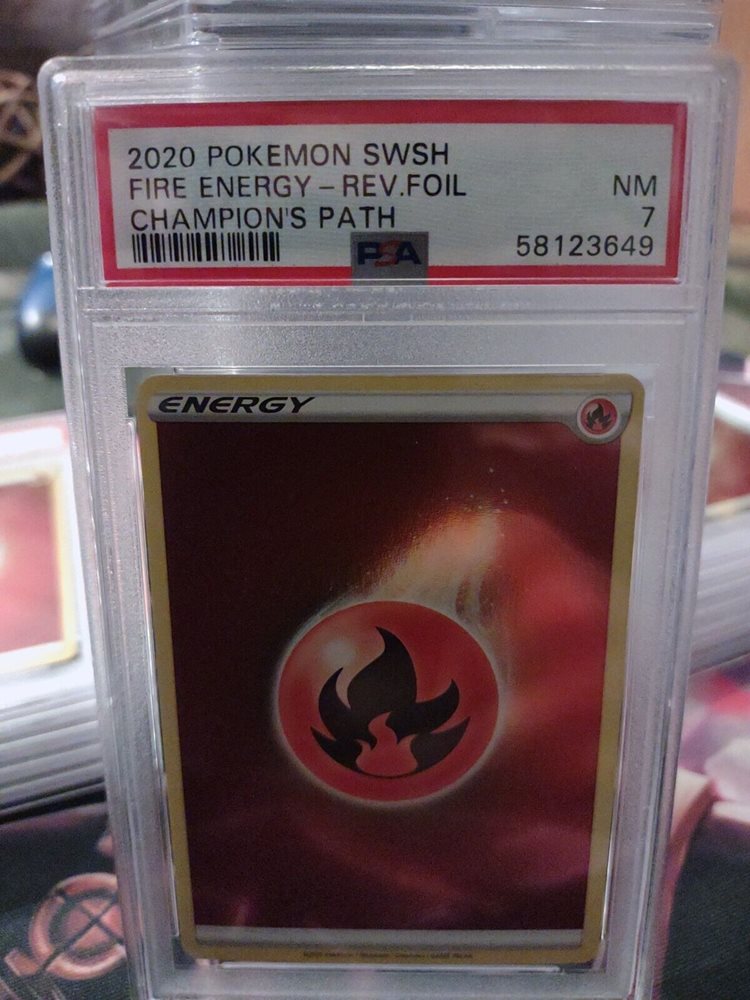 2020 POKEMON SWSH
FIRE ENERGY – REV.FOIL NM
CHAMPION'S PATH 7
PSA 58123649
ENERGY